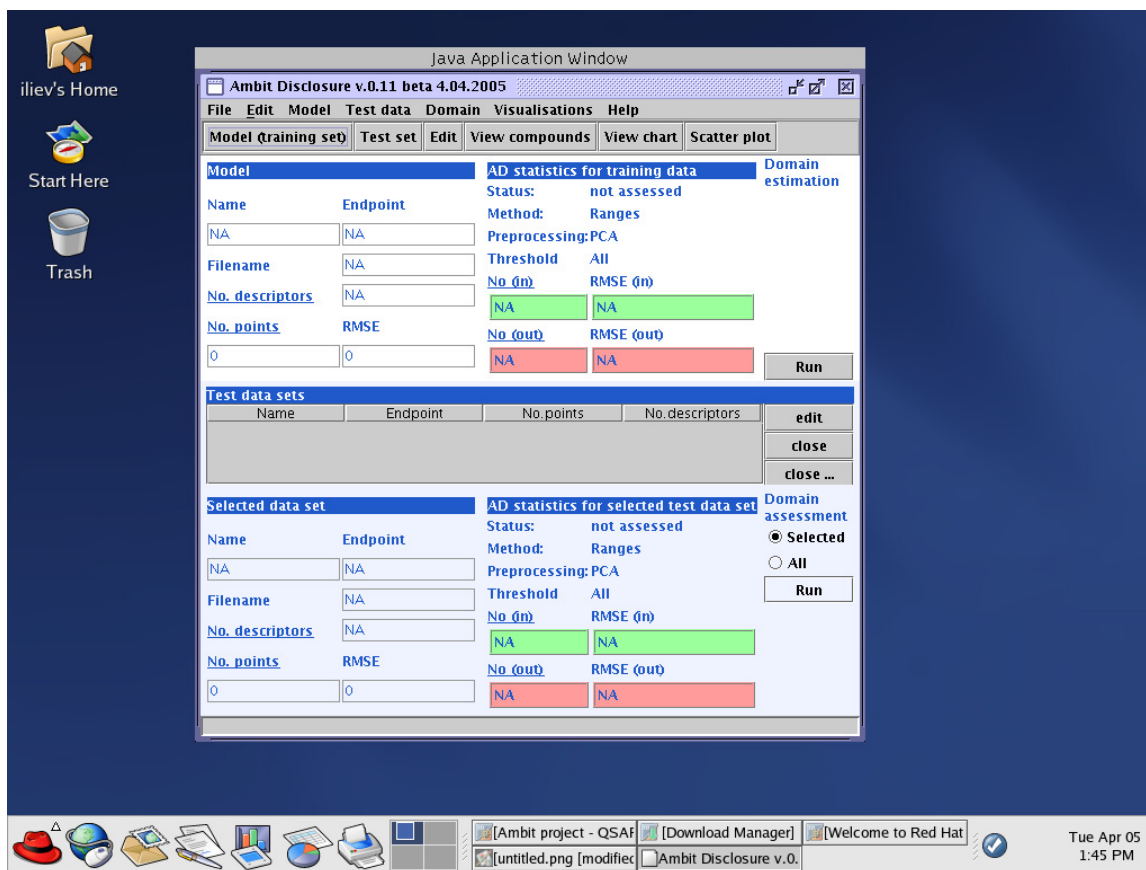 iliev's Home
Start Here
Trash
Java Application Window
Ambit Disclosure v.0.11 beta 4.04.2005
File Edit Model Test data Domain Visualisations Help
Model (training set) Test set Edit View compounds View chart Scatter plot
Model
Name Endpoint
NA NA
Filename NA
No. descriptors NA
No. points RMSE
0 0
AD statistics for training data
Status: not assessed
Method: Ranges
Preprocessing: PCA
Threshold All
No (in) RMSE (in)
NA NA
No (out) RMSE (out)
NA NA
Domain
estimation
Run
Test data sets
Name Endpoint No.points No.descriptors
edit
close
close ...
Selected data set
Name Endpoint
NA NA
Filename NA
No. descriptors NA
No. points RMSE
0 0
AD statistics for selected test data set
Status: not assessed
Method: Ranges
Preprocessing: PCA
Threshold All
No (in) RMSE (in)
NA NA
No (out) RMSE (out)
NA NA
Domain
assessment
Selected
All
Run
[Ambit project - QSAR [Download Manager] [Welcome to Red Hat
[untitled.png [modified Ambit Disclosure v.0.
Tue Apr 05
1:45 PM